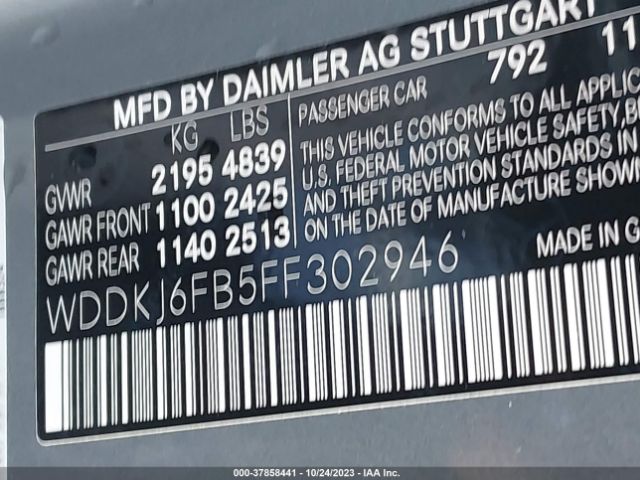 MFD BY DAIMLER AG STUTTGART
KG LBS
GVWR 2195 4839
GAWR FRONT 1100 2425
GAWR REAR 1140 2513
792 11
PASSENGER CAR
THIS VEHICLE CONFORMS TO ALL APPLIC
U.S. FEDERAL MOTOR VEHICLE SAFETY, B
AND THEFT PREVENTION STANDARDS IN
ON THE DATE OF MANUFACTURE SHOW
WDDKJ6FB5FF302946
MADE IN G
000-37858441 - 10/24/2023 - IAA Inc.